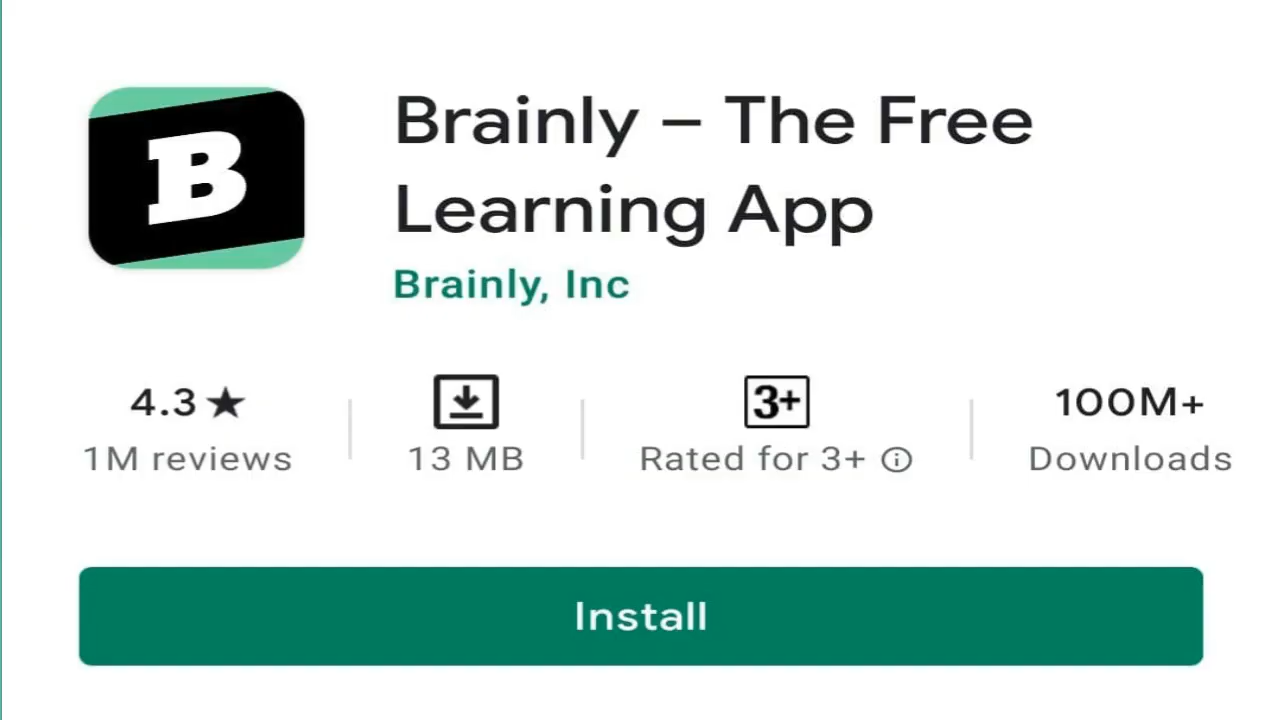 B
Brainly – The Free
Learning App
Brainly, Inc
4.3★
1M reviews
13 MB
3+
Rated for 3+ ⓘ
100M+
Downloads
Install